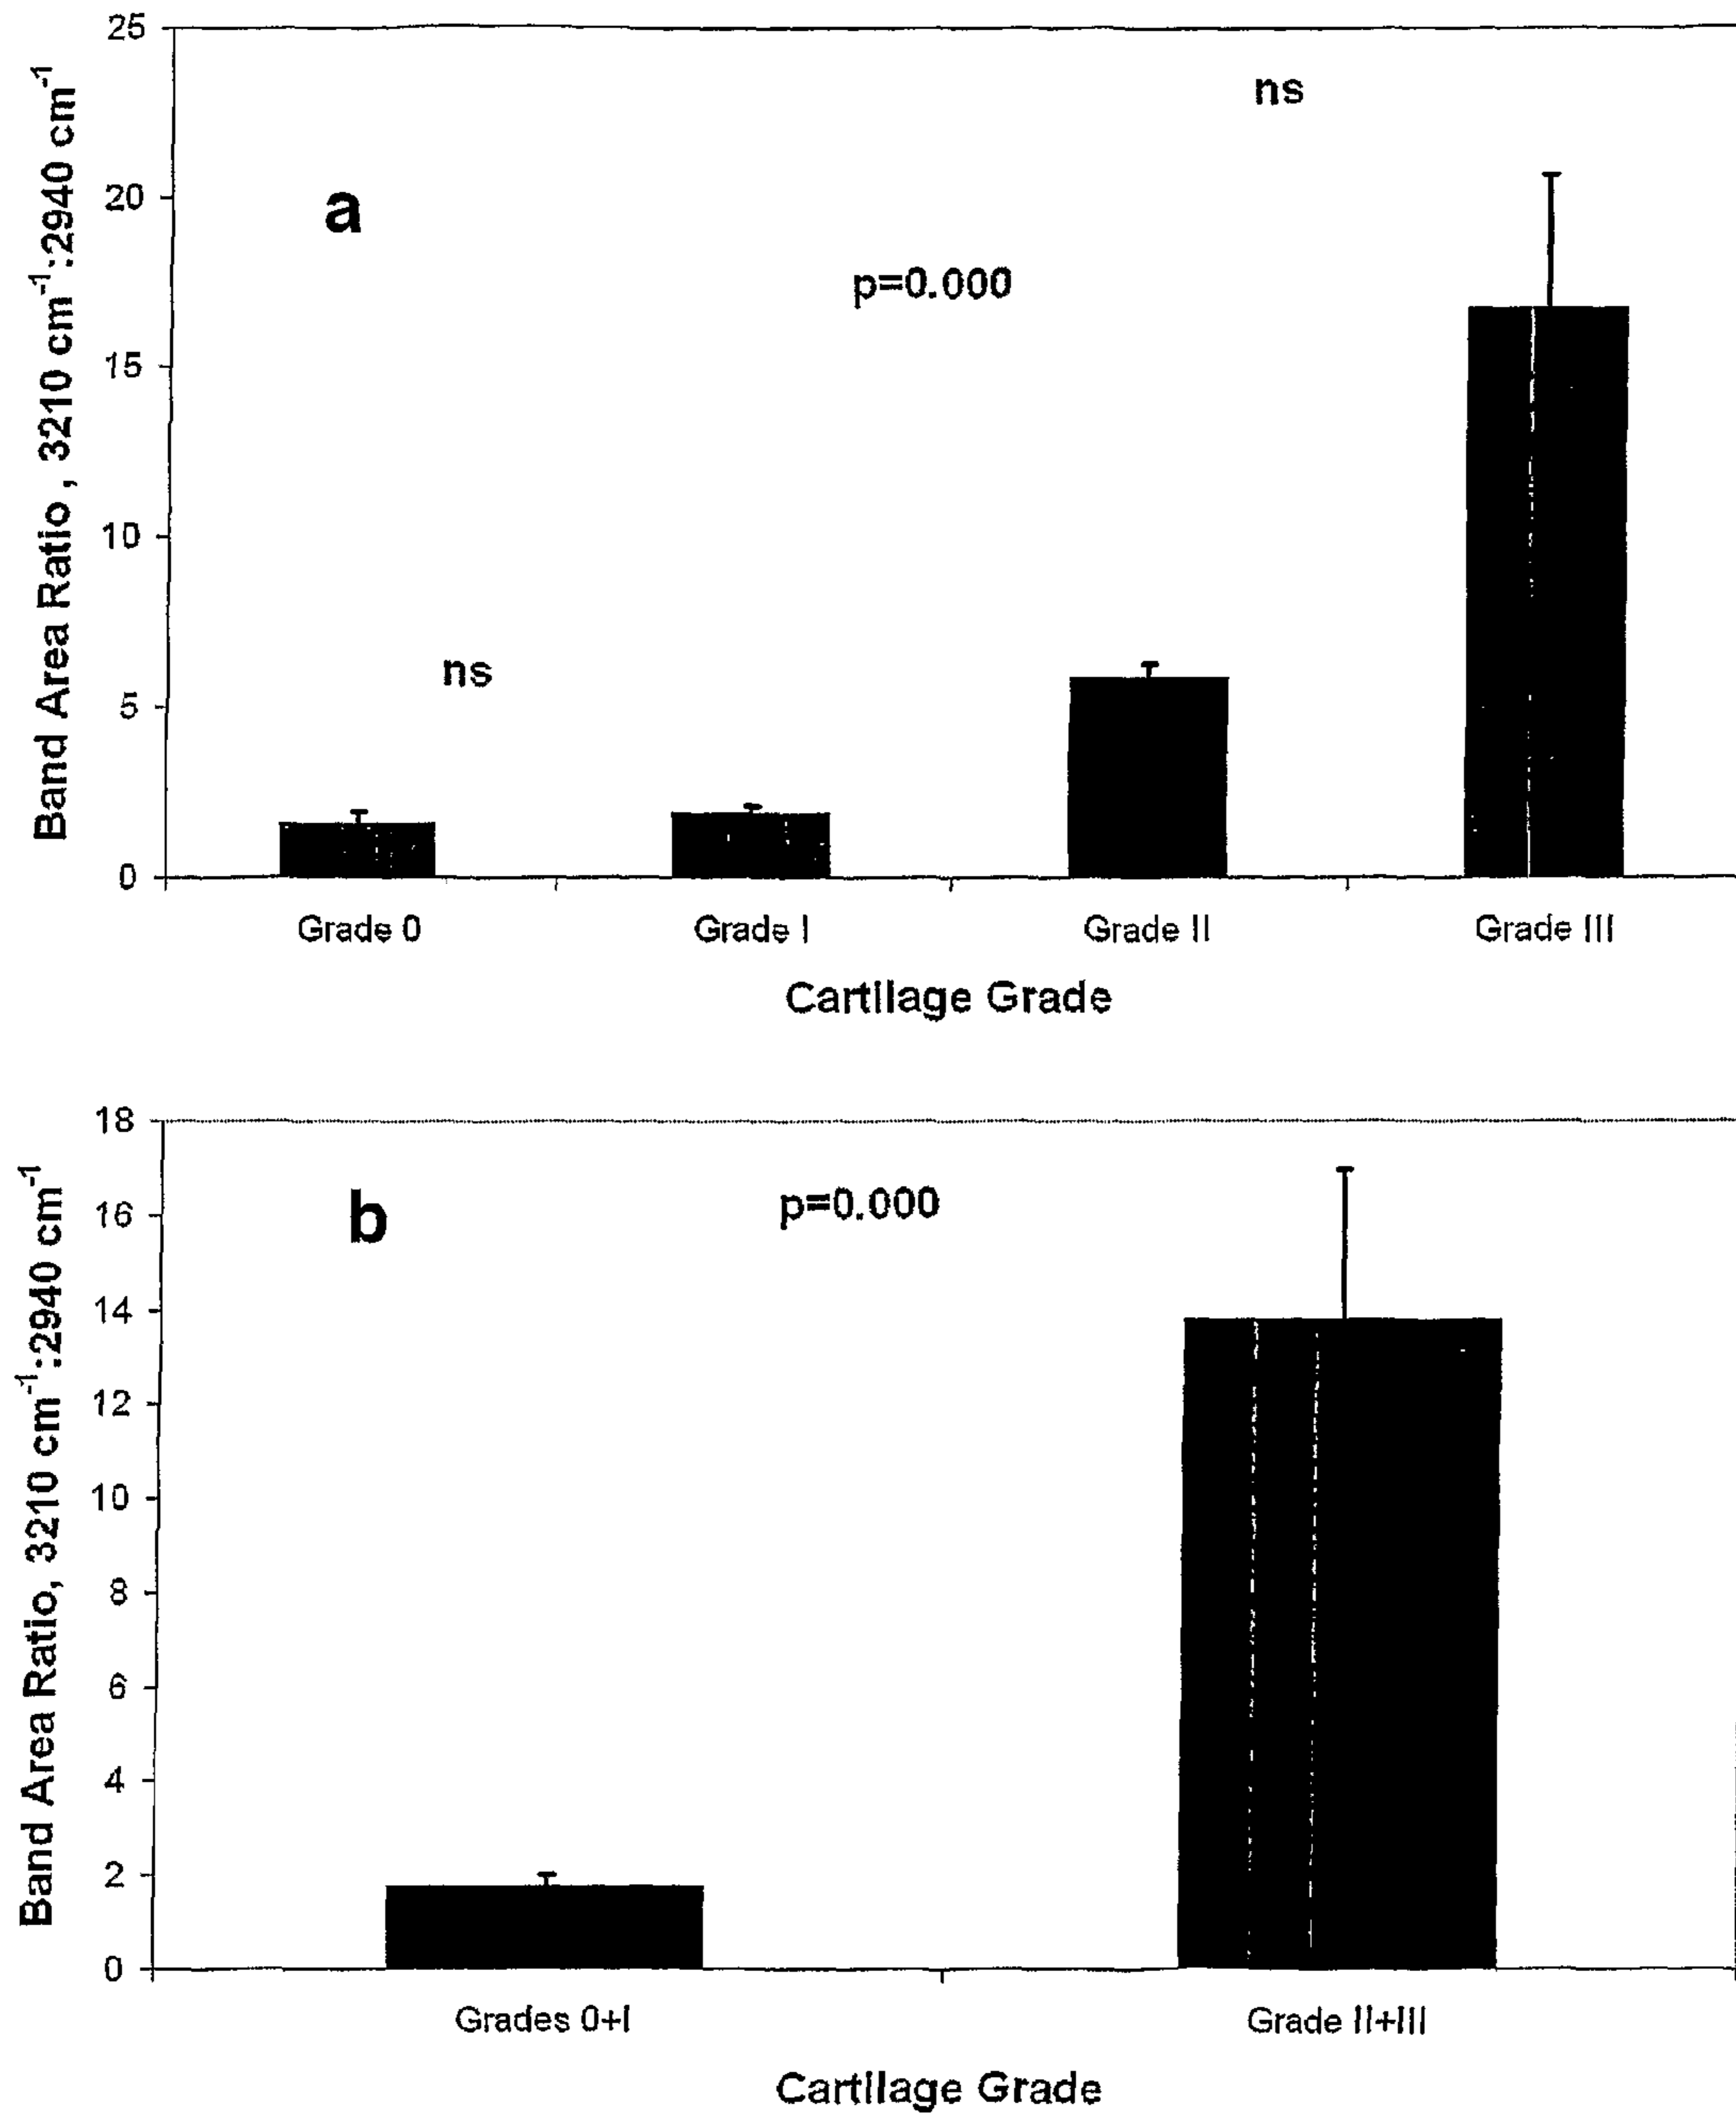 25
20
15
10
5
0
Band Area Ratio, 3210 cm⁻¹:2940 cm⁻¹
a
ns
p=0.000
ns
Grade 0
Grade I
Grade II
Grade III
Cartilage Grade
18
16
14
12
10
8
6
4
2
0
Band Area Ratio, 3210 cm⁻¹:2940 cm⁻¹
b
p=0.000
Grades 0+I
Grade II+III
Cartilage Grade